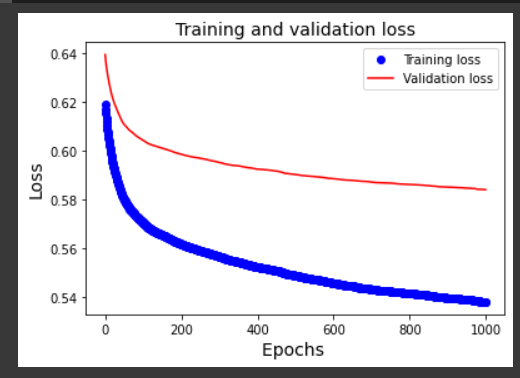 Training and validation loss
Training loss
Validation loss
Loss
0.64
0.62
0.60
0.58
0.56
0.54
0 200 400 600 800 1000
Epochs